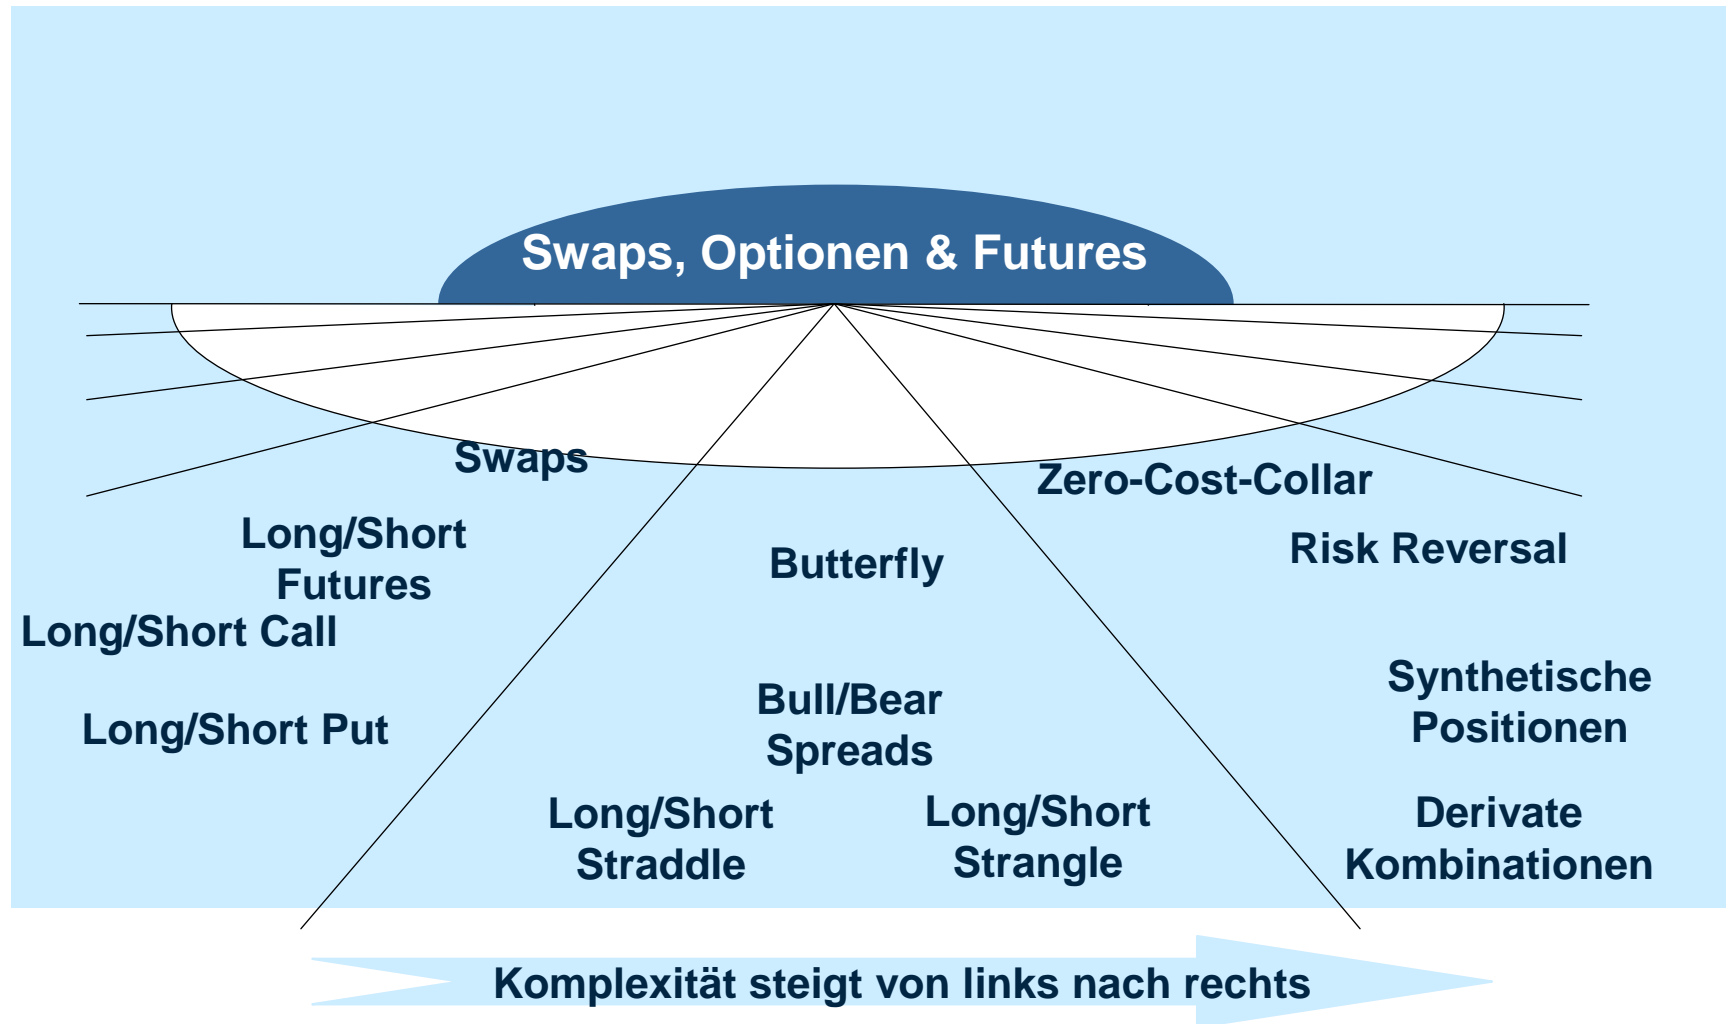 Swaps, Optionen & Futures
Swaps
Long/Short
Futures
Long/Short Call
Long/Short Put
Butterfly
Bull/Bear
Spreads
Long/Short
Straddle
Long/Short
Strangle
Zero-Cost-Collar
Risk Reversal
Synthetische
Positionen
Derivate
Kombinationen
Komplexität steigt von links nach rechts